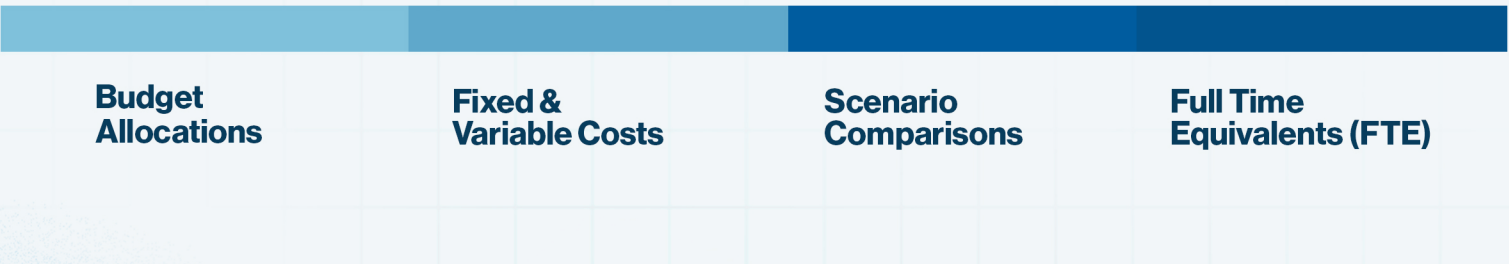 Budget
Allocations
Fixed &
Variable Costs
Scenario
Comparisons
Full Time
Equivalents (FTE)